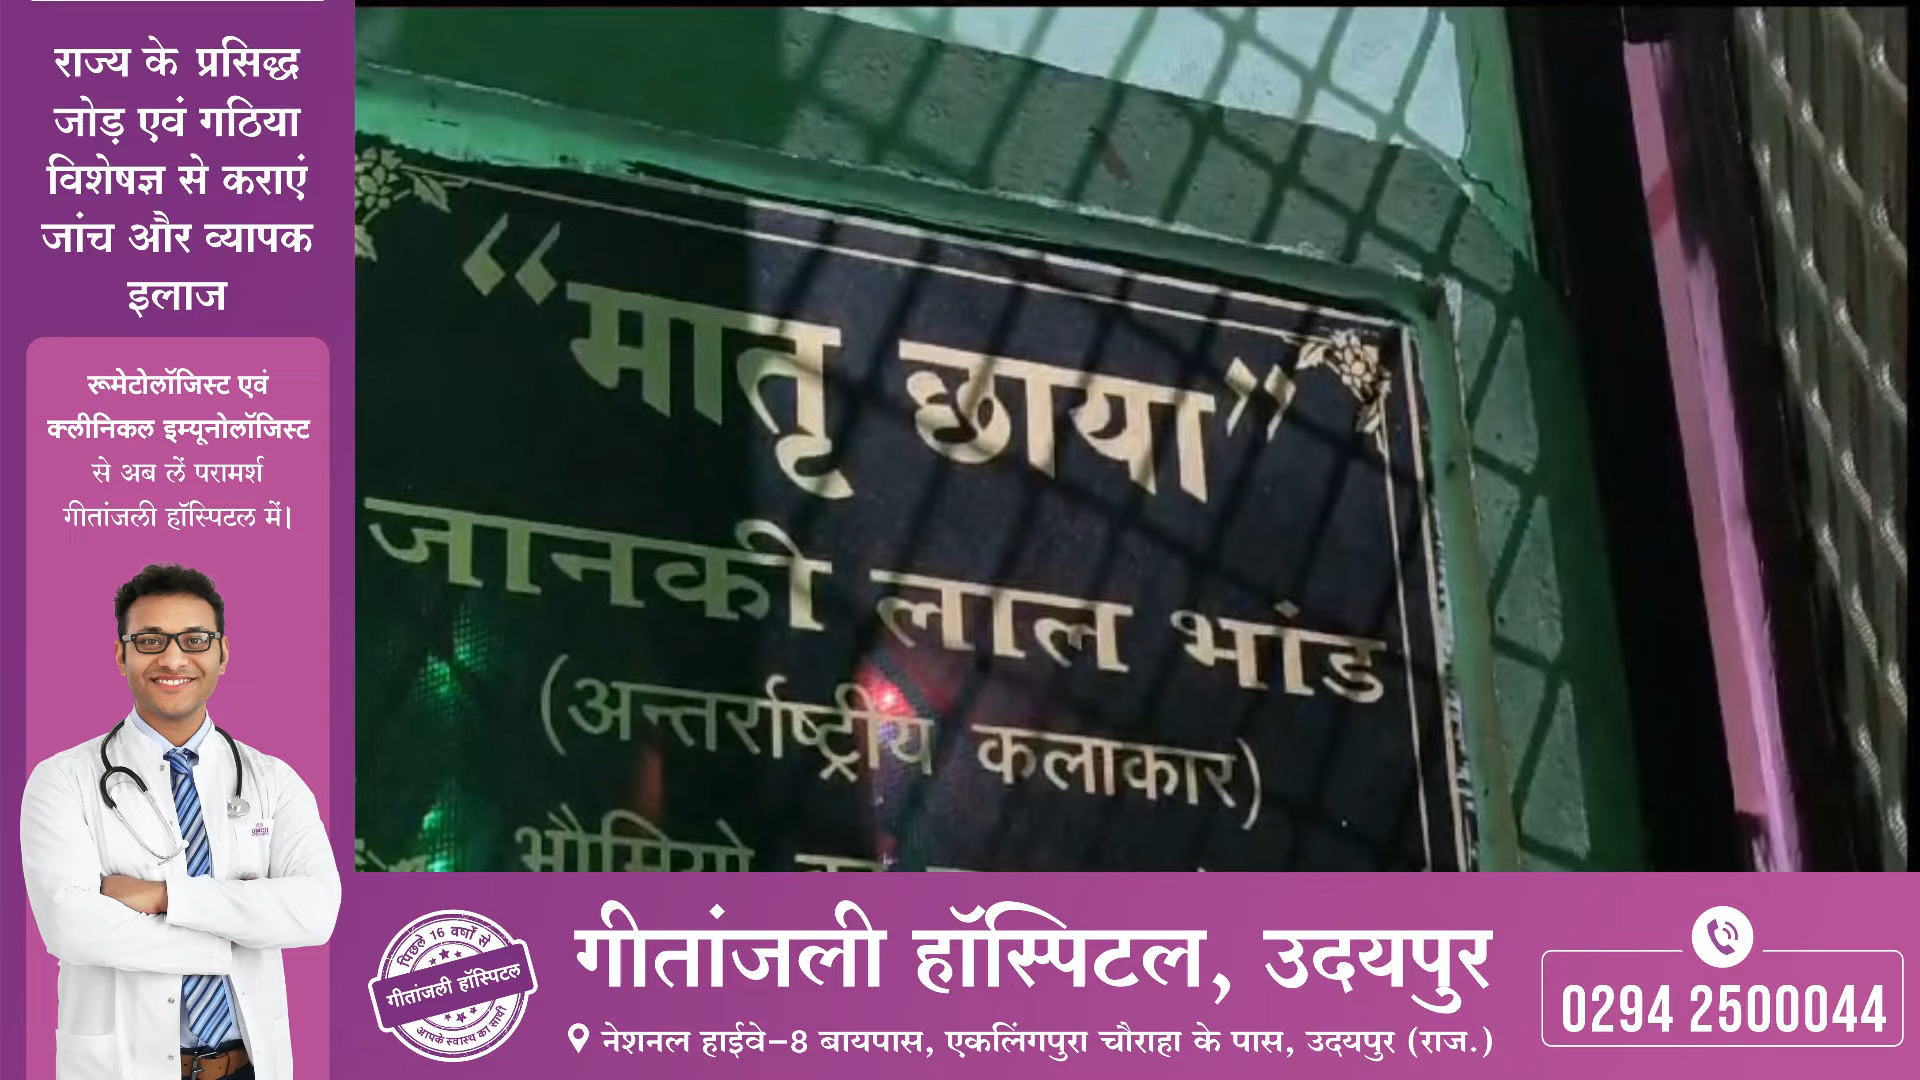 राज्य के प्रसिद्ध
जोड़ एवं गठिया
विशेषज्ञ से कराएं
जांच और व्यापक
इलाज
रूमेटोलॉजिस्ट एवं
क्लीनिकल इम्यूनोलॉजिस्ट
से अब लें परामर्श
गीतांजली हॉस्पिटल में।
“मातृ छाया”
जानकी लाल भांड
(अन्तर्राष्ट्रीय कलाकार)
पिछले 16 वर्षों से
गीतांजली हॉस्पिटल
आपके स्वास्थ्य का साथी
गीतांजली हॉस्पिटल, उदयपुर
नेशनल हाईवे-8 बायपास, एकलिंगपुरा चौराहा के पास, उदयपुर (राज.)
0294 2500044